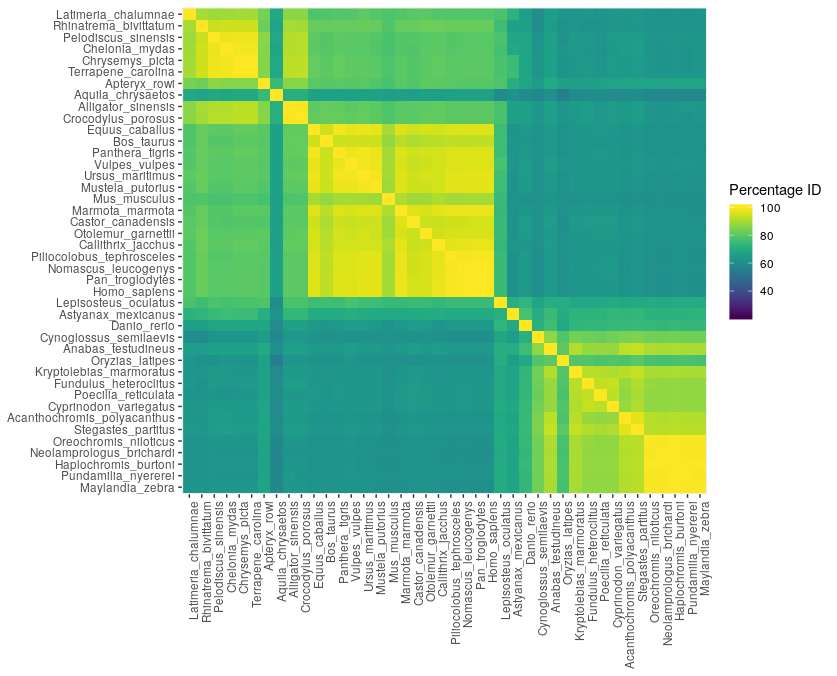 Latimeria_chalumnae
Rhinatrema_bivittatum
Pelodiscus_sinensis
Chelonia_mydas
Chrysemys_picta
Terrapene_carolina
Apteryx_rowi
Aquila_chrysaetos
Alligator_sinensis
Crocodylus_porosus
Equus_caballus
Bos_taurus
Panthera_tigris
Vulpes_vulpes
Ursus_maritimus
Mustela_putorius
Mus_musculus
Marmota_marmota
Castor_canadensis
Otolemur_garnettii
Callithrix_jacchus
Piliocolobus_tephrosceles
Nomascus_leucogenys
Pan_troglodytes
Homo_sapiens
Lepisosteus_oculatus
Astyanax_mexicanus
Danio_rerio
Cynoglossus_semilaevis
Anabas_testudineus
Oryzias_latipes
Kryptolebias_marmoratus
Fundulus_heteroclitus
Poecilia_reticulata
Cyprinodon_variegatus
Acanthochromis_polyacanthus
Stegastes_partitus
Oreochromis_niloticus
Neolamprologus_brichardi
Haplochromis_burtoni
Pundamilia_nyererei
Maylandia_zebra
Latimeria_chalumnae
Rhinatrema_bivittatum
Pelodiscus_sinensis
Chelonia_mydas
Chrysemys_picta
Terrapene_carolina
Apteryx_rowi
Aquila_chrysaetos
Alligator_sinensis
Crocodylus_porosus
Equus_caballus
Bos_taurus
Panthera_tigris
Vulpes_vulpes
Ursus_maritimus
Mustela_putorius
Mus_musculus
Marmota_marmota
Castor_canadensis
Otolemur_garnettii
Callithrix_jacchus
Piliocolobus_tephrosceles
Nomascus_leucogenys
Pan_troglodytes
Homo_sapiens
Lepisosteus_oculatus
Astyanax_mexicanus
Danio_rerio
Cynoglossus_semilaevis
Anabas_testudineus
Oryzias_latipes
Kryptolebias_marmoratus
Fundulus_heteroclitus
Poecilia_reticulata
Cyprinodon_variegatus
Acanthochromis_polyacanthus
Stegastes_partitus
Oreochromis_niloticus
Neolamprologus_brichardi
Haplochromis_burtoni
Pundamilia_nyererei
Maylandia_zebra
Percentage ID
100
80
60
40